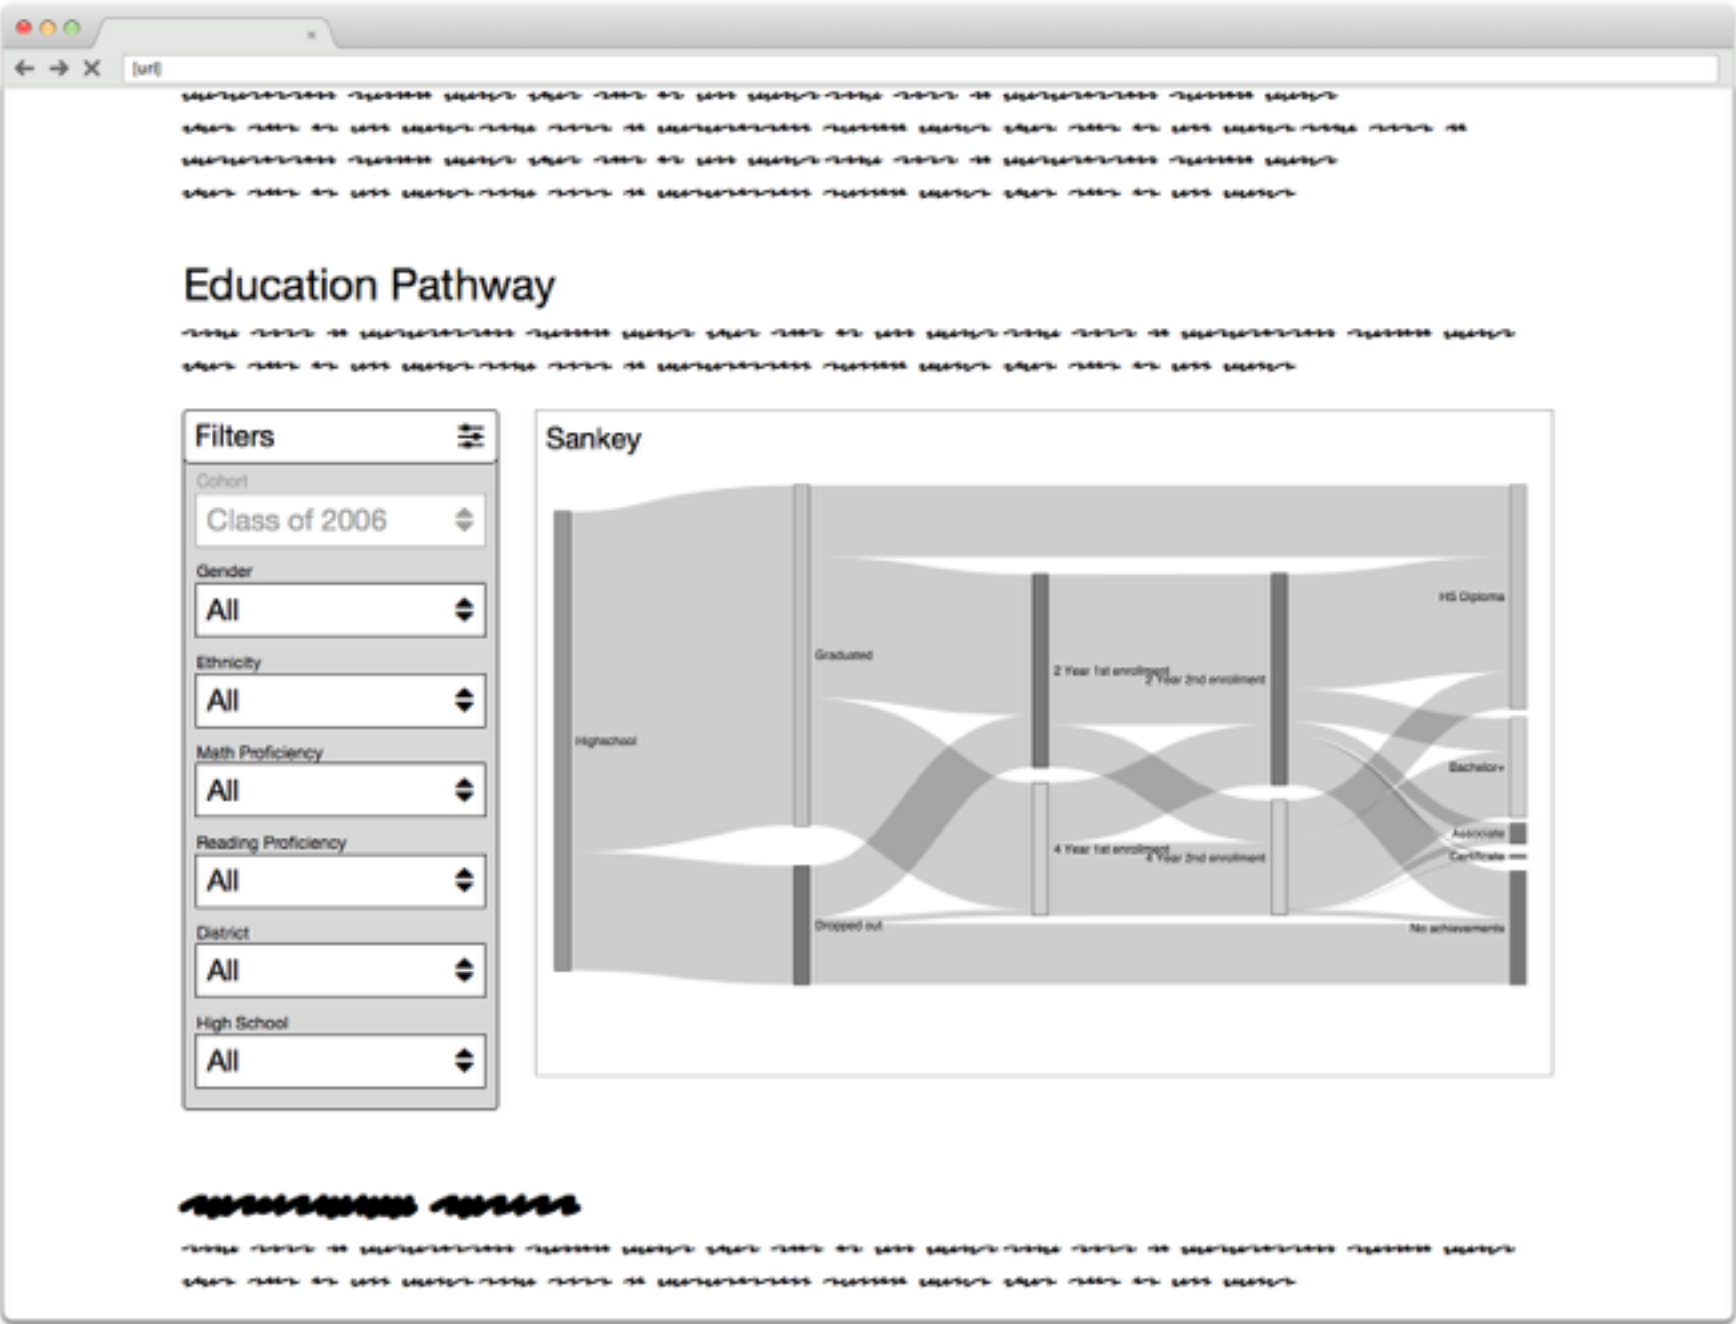 [url]
Education Pathway
Filters
Cohort
Class of 2006
Gender
All
Ethnicity
All
Math Proficiency
All
Reading Proficiency
All
District
All
High School
All
Sankey
Highschool
Graduated
Dropped out
2 Year 1st enrollment
4 Year 1st enrollment
2 Year 2nd enrollment
4 Year 2nd enrollment
HS Diploma
Bachelor+
Associate
Certificate
No achievements